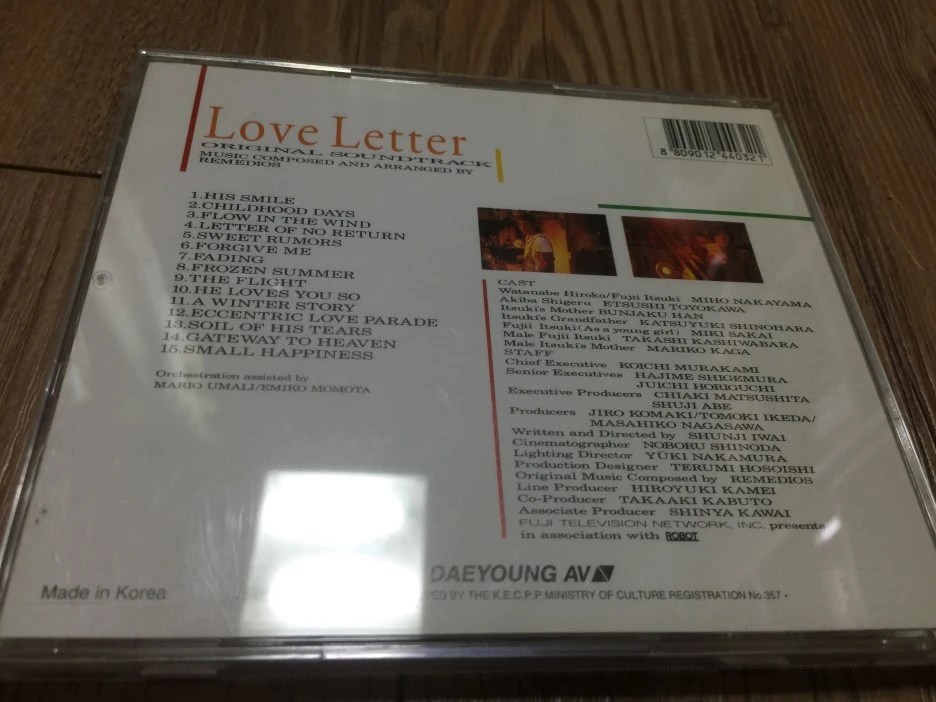 Love Letter
ORIGINAL SOUNDTRACK
MUSIC COMPOSED AND ARRANGED BY
REMEDIOS
8 809012 440321
1.HIS SMILE
2.CHILDHOOD DAYS
3.FLOW IN THE WIND
4.LETTER OF NO RETURN
5.SWEET RUMORS
6.FORGIVE ME
7.FADING
8.FROZEN SUMMER
9.THE FLIGHT
10.HE LOVES YOU SO
11.A WINTER STORY
12.ECCENTRIC LOVE PARADE
13.SOIL OF HIS TEARS
14.GATEWAY TO HEAVEN
15.SMALL HAPPINESS
Orchestration assisted by
MARIO UMALI/EMIKO MOMOTA
CAST
Watanabe Hiroko/Fujii Itsuki MIHO NAKAYAMA
Akiba Shigeru ETSUSHI TOYOKAWA
Itsuki's Mother BUNJAKU HAN
Itsuki's Grandfather KATSUYUKI SHINOHARA
Fujii Itsuki(As a young girl) MIKI SAKAI
Male Fujii Itsuki TAKASHI KASHIWABARA
Male Itsuki's Mother MARIKO KAGA
STAFF
Chief Executive KOICHI MURAKAMI
Senior Executives HAJIME SHIGEMURA
JUICHI HORIGUCHI
Executive Producers CHIAKI MATSUSHITA
SHUJI ABE
Producers JIRO KOMAKI/TOMOKI IKEDA/
MASAHIKO NAGASAWA
Written and Directed by SHUNJI IWAI
Cinematographer NOBORU SHINODA
Lighting Director YUKI NAKAMURA
Production Designer TERUMI HOSOISHI
Original Music Composed by REMEDIOS
Line Producer HIROYUKI KAMEI
Co-Producer TAKAAKI KABUTO
Associate Producer SHINYA KAWAI
FUJI TELEVISION NETWORK, INC. presents
in association with ROBOT
DAEYOUNG AV
Made in Korea
BY THE K.E.C.P.P.MINISTRY OF CULTURE REGISTRATION No.357